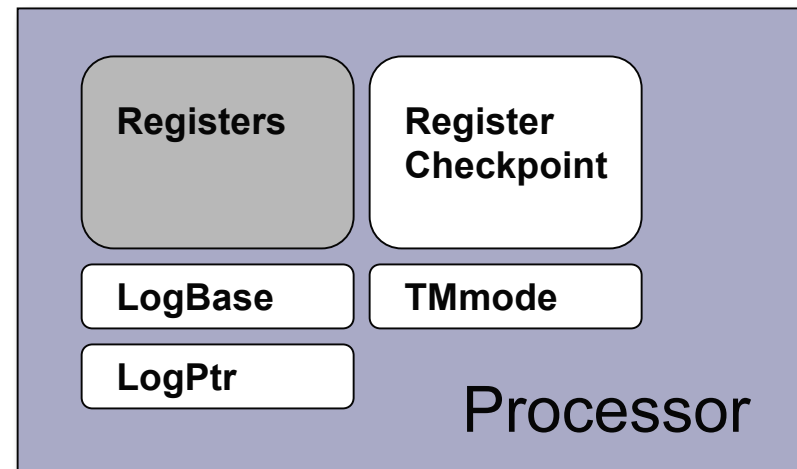 Registers
Register
Checkpoint
LogBase
TMmode
LogPtr
Processor